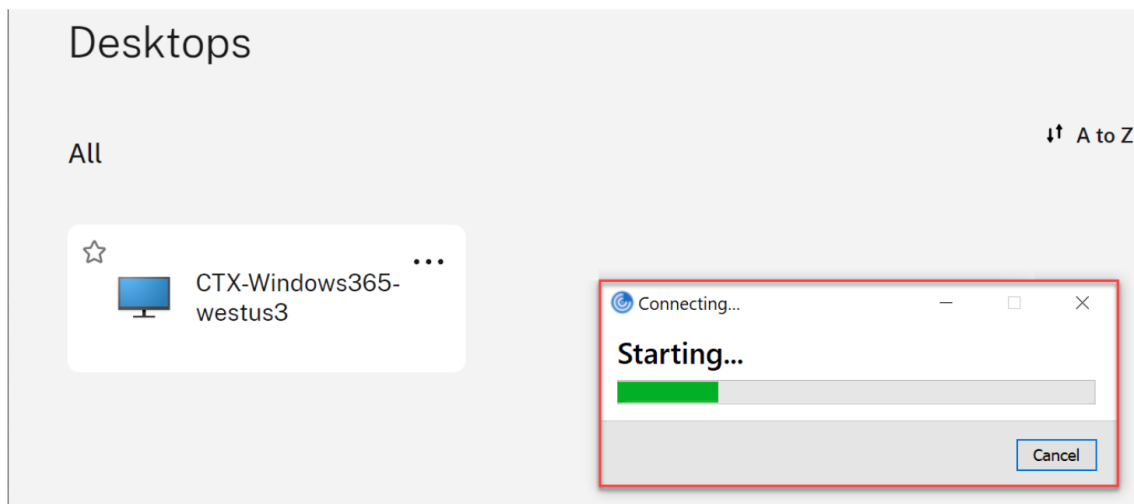 Desktops
All
A to Z
CTX-Windows365-
westus3
Connecting...
Starting...
Cancel